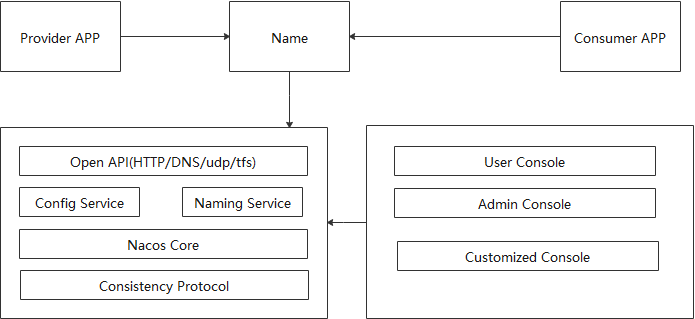 Provider APP
Name
Consumer APP
Open API(HTTP/DNS/udp/tfs)
Config Service
Naming Service
Nacos Core
Consistency Protocol
User Console
Admin Console
Customized Console